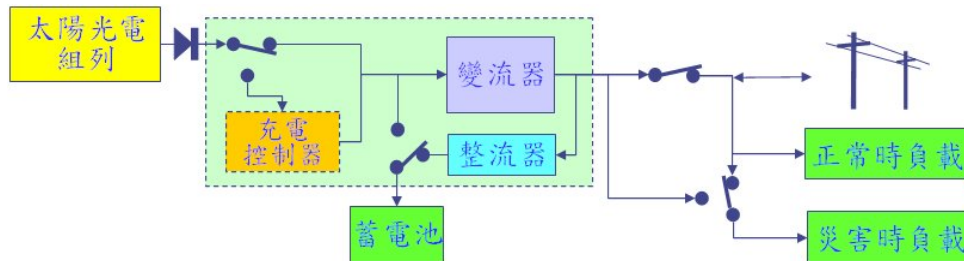 太陽光電
組列
變流器
充電
控制器
整流器
正常時負載
蓄電池
災害時負載